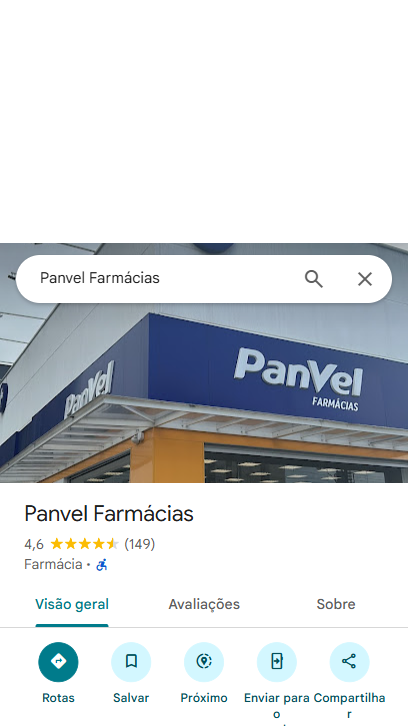 Panvel Farmácias
PanVel
PanVel
FARMÁCIAS
Panvel Farmácias
4,6 (149)
Farmácia ·
Visão geral Avaliações Sobre
Rotas Salvar Próximo Enviar para Compartilha
o r